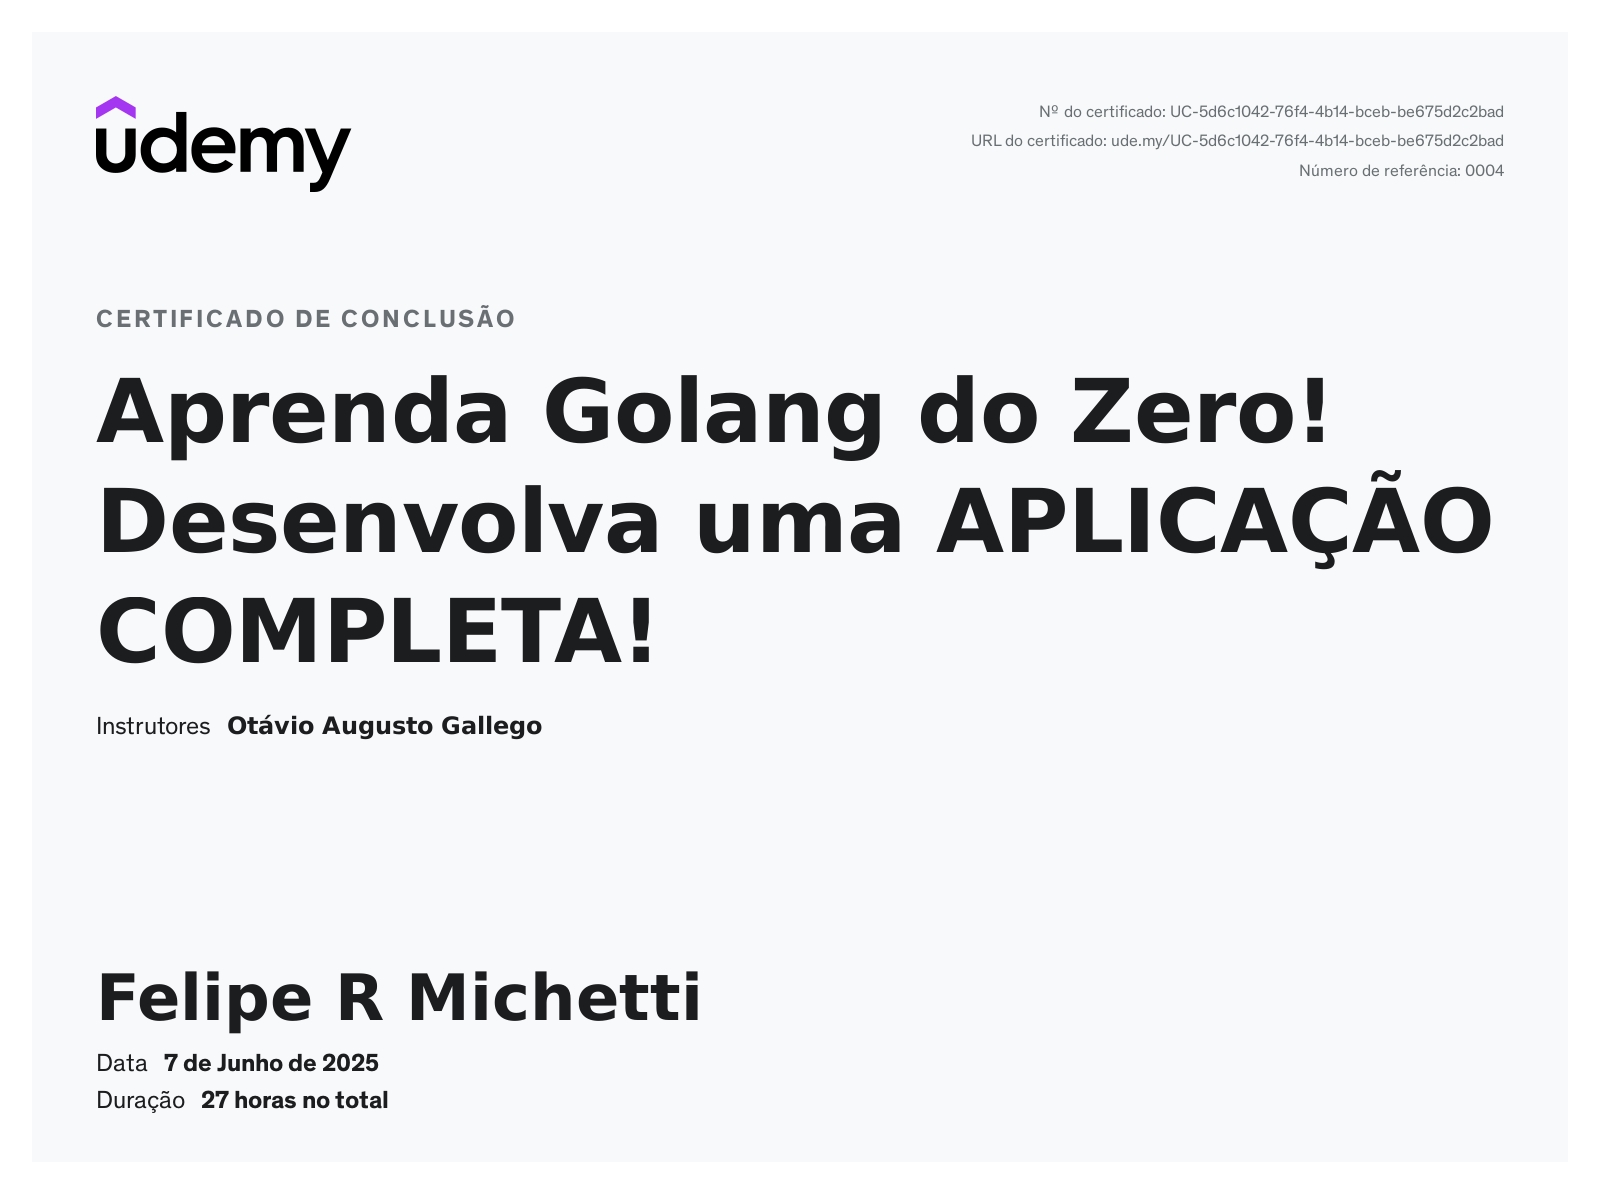 udemy
Nº do certificado: UC-5d6c1042-76f4-4b14-bceb-be675d2c2bad
URL do certificado: ude.my/UC-5d6c1042-76f4-4b14-bceb-be675d2c2bad
Número de referência: 0004
CERTIFICADO DE CONCLUSÃO
Aprenda Golang do Zero!
Desenvolva uma APLICAÇÃO
COMPLETA!
Instrutores Otávio Augusto Gallego
Felipe R Michetti
Data 7 de Junho de 2025
Duração 27 horas no total